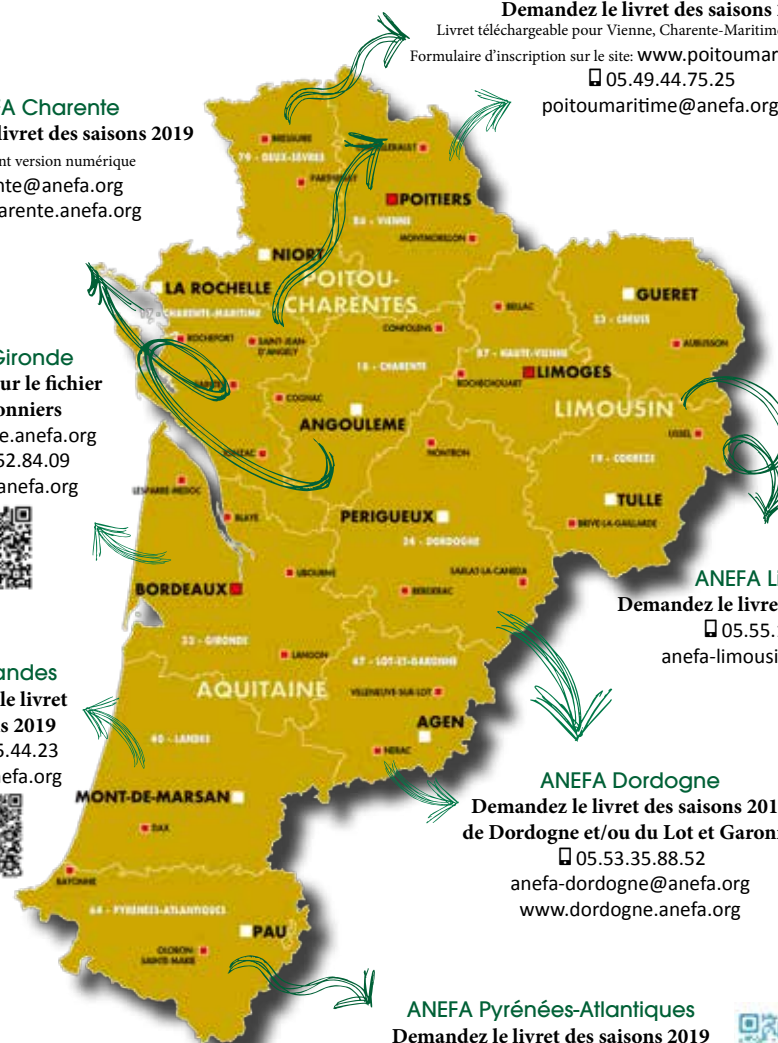 Demandez le livret des saisons
Livret téléchargeable pour Vienne, Charente-Maritim
Formulaire d'inscription sur le site: www.poitoumar
05.49.44.75.25
poitoumaritime@anefa.org
A Charente
livret des saisons 2019
nt version numérique
nte@anefa.org
arente.anefa.org
Gironde
ur le fichier
onniers
e.anefa.org
52.84.09
anefa.org
andes
le livret
s 2019
5.44.23
nefa.org
ANEFA Li
Demandez le livre
05.55.
anefa-limousi
ANEFA Dordogne
Demandez le livret des saisons 201
de Dordogne et/ou du Lot et Garon
05.53.35.88.52
anefa-dordogne@anefa.org
www.dordogne.anefa.org
ANEFA Pyrénées-Atlantiques
Demandez le livret des saisons 2019
BRESSUIRE
79 - DEUX-SÈVRES
PARTHENAY
POITIERS
86 - VIENNE
MONTMORILLON
NIORT
LA ROCHELLE
POITOU-
CHARENTES
CHARENTE-MARITIME
ROCHEFORT
SAINT-JEAN-
D'ANGELY
CONFOLENS
16 - CHARENTE
COGNAC
ANGOULEME
JONZAC
BELLAC
GUERET
23 - CREUSE
AUBUSSON
87 - HAUTE-VIENNE
ROCHECHOUART
LIMOGES
LIMOUSIN
USSEL
19 - CORREZE
TULLE
BRIVE-LA-GAILLARDE
NONTRON
PERIGUEUX
24 - DORDOGNE
SARLAT-LA-CANEDA
BERGERAC
LESPARRE-MEDOC
BLAYE
LIBOURNE
BORDEAUX
33 - GIRONDE
LANGON
47 - LOT-ET-GARONNE
AQUITAINE
VILLENEUVE-SUR-LOT
AGEN
NERAC
40 - LANDES
MONT-DE-MARSAN
DAX
BAYONNE
64 - PYRENEES-ATLANTIQUES
PAU
OLORON-
SAINTE-MARIE